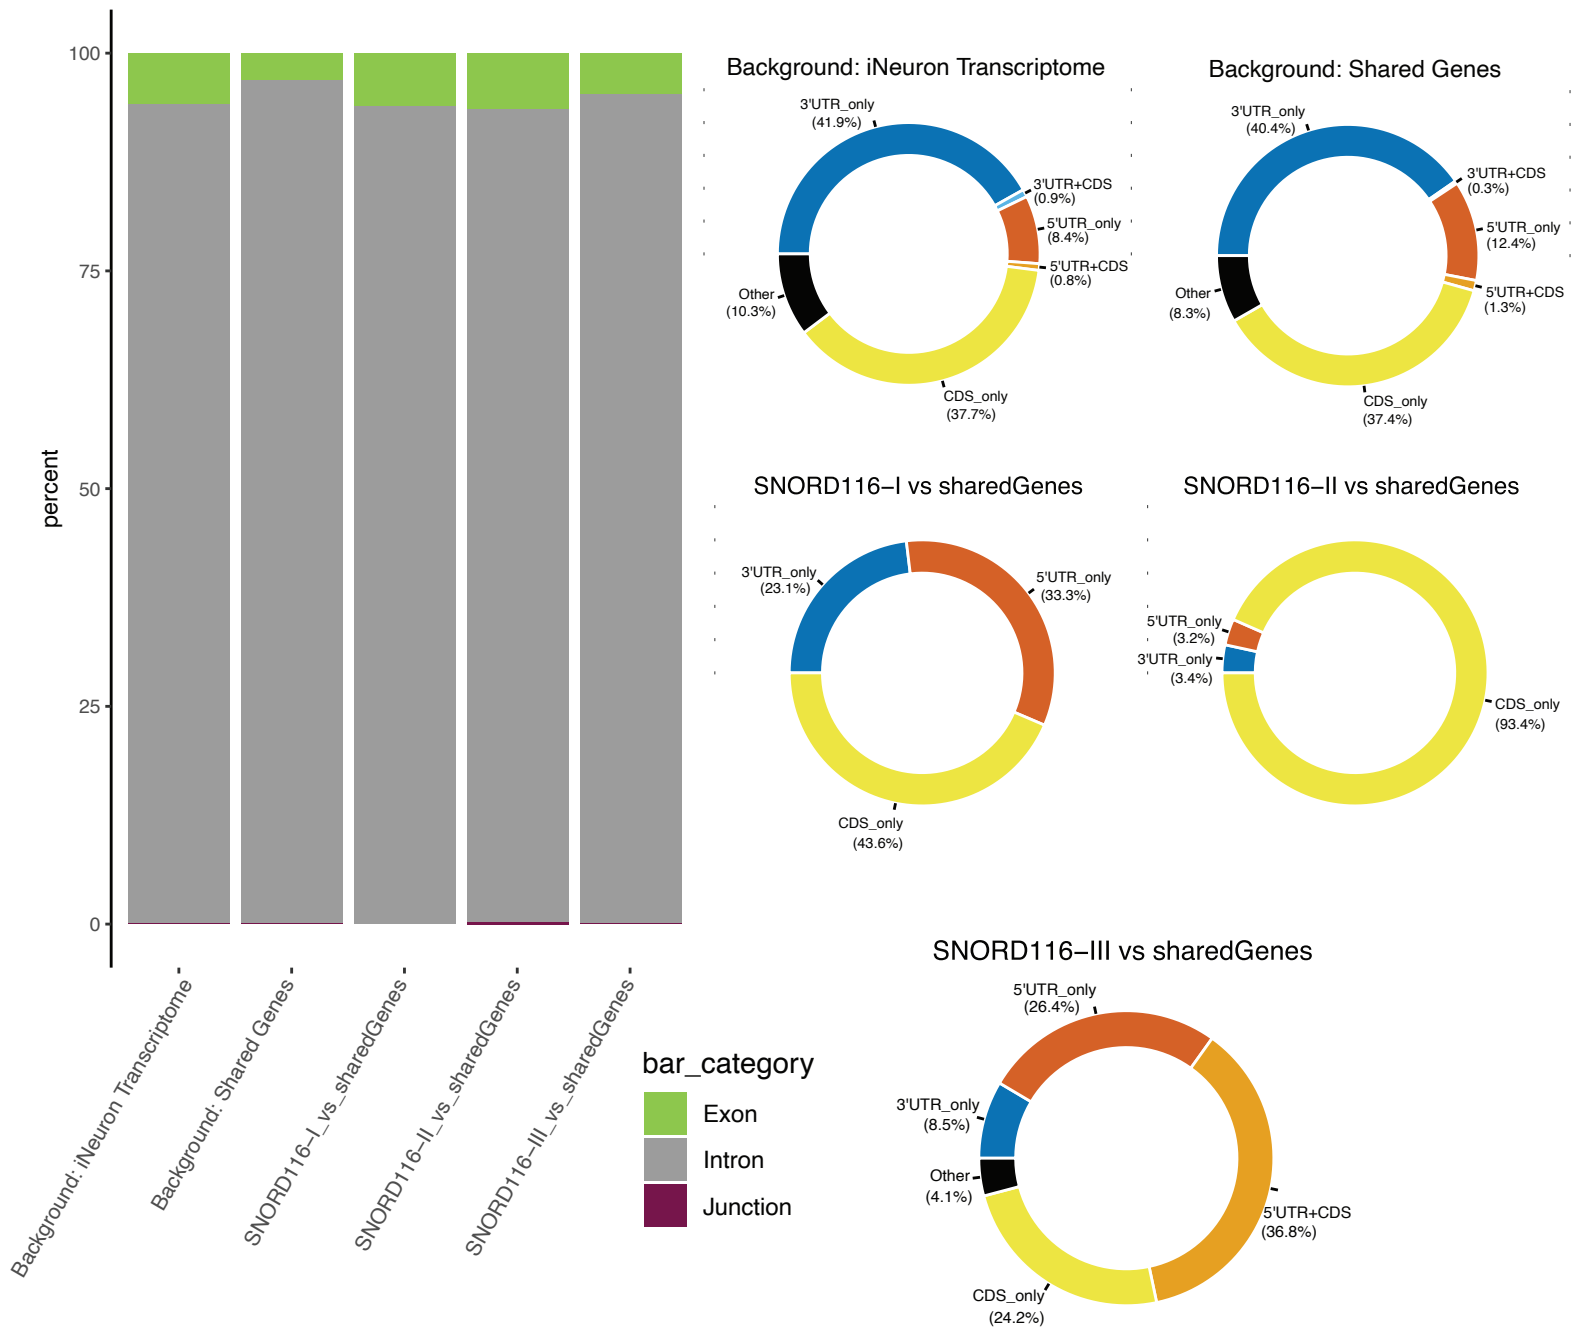 100
75
50
25
0
percent
Background: iNeuron Transcriptome
Background: Shared Genes
SNORD116−I_vs_sharedGenes
SNORD116−II_vs_sharedGenes
SNORD116−III_vs_sharedGenes
bar_category
Exon
Intron
Junction
Background: iNeuron Transcriptome
3'UTR_only
(41.9%)
3'UTR+CDS
(0.9%)
5'UTR_only
(8.4%)
5'UTR+CDS
(0.8%)
Other
(10.3%)
CDS_only
(37.7%)
Background: Shared Genes
3'UTR_only
(40.4%)
3'UTR+CDS
(0.3%)
5'UTR_only
(12.4%)
5'UTR+CDS
(1.3%)
Other
(8.3%)
CDS_only
(37.4%)
SNORD116−I vs sharedGenes
3'UTR_only
(23.1%)
5'UTR_only
(33.3%)
CDS_only
(43.6%)
SNORD116−II vs sharedGenes
5'UTR_only
(3.2%)
3'UTR_only
(3.4%)
CDS_only
(93.4%)
SNORD116−III vs sharedGenes
5'UTR_only
(26.4%)
3'UTR_only
(8.5%)
Other
(4.1%)
5'UTR+CDS
(36.8%)
CDS_only
(24.2%)